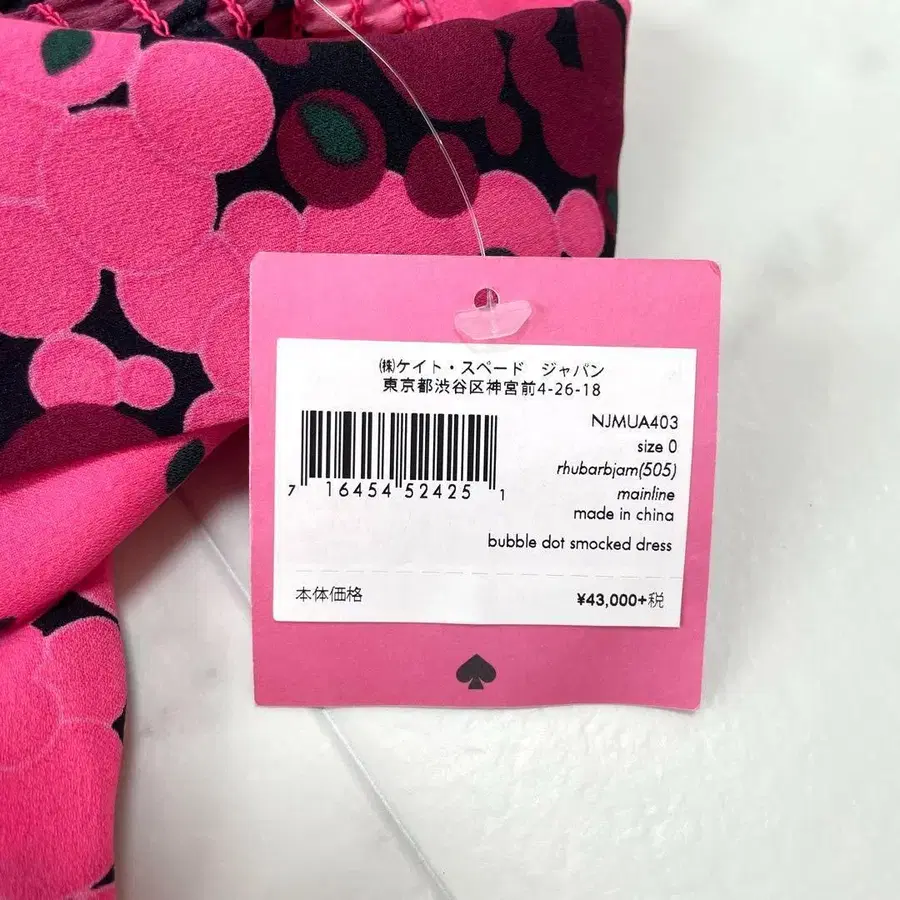 ㈱ケイト・スペード ジャパン
東京都渋谷区神宮前4-26-18
NJMUA403
size 0
rhubarbjam(505)
mainline
made in china
7 16454 52425 1
bubble dot smocked dress
本体価格 ¥43,000+税